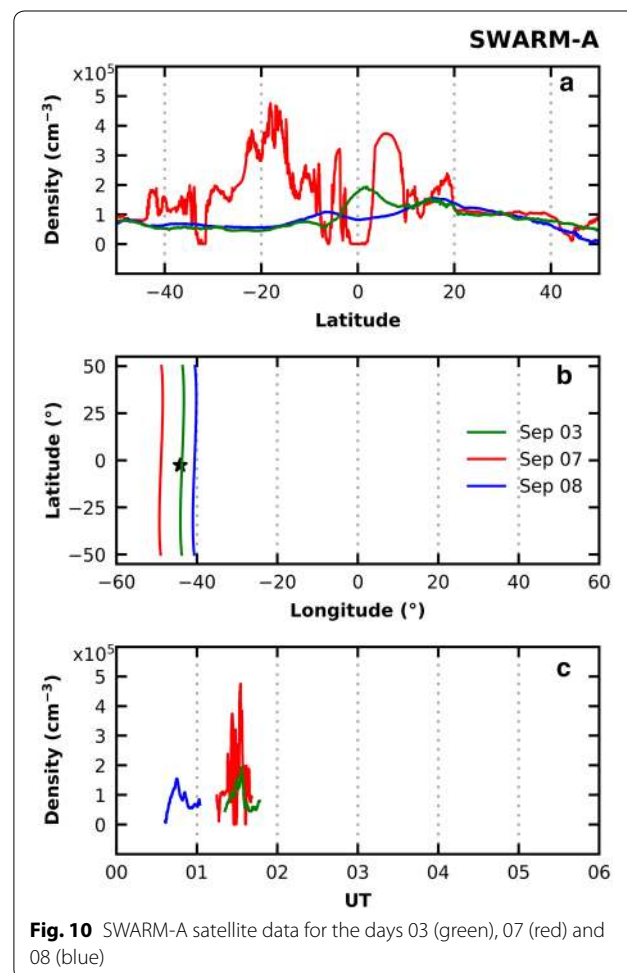 SWARM-A
×10⁵
a
5
4
3
2
1
0
Density (cm⁻³)
−40 −20 0 20 40
Latitude
b
50
25
0
−25
−50
Latitude (°)
Sep 03
Sep 07
Sep 08
−60 −40 −20 0 20 40 60
Longitude (°)
×10⁵
c
5
4
3
2
1
0
Density (cm⁻³)
00 01 02 03 04 05 06
UT
Fig. 10 SWARM-A satellite data for the days 03 (green), 07 (red) and
08 (blue)